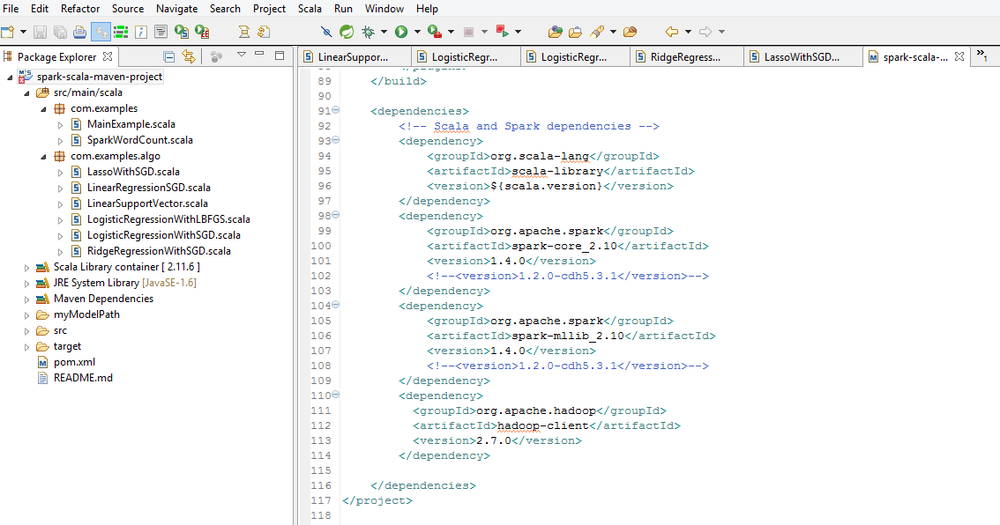 File Edit Refactor Source Navigate Search Project Scala Run Window Help
Package Explorer
spark-scala-maven-project
src/main/scala
com.examples
MainExample.scala
SparkWordCount.scala
com.examples.algo
LassoWithSGD.scala
LinearRegressionSGD.scala
LinearSupportVector.scala
LogisticRegressionWithLBFGS.scala
LogisticRegressionWithSGD.scala
RidgeRegressionWithSGD.scala
Scala Library container [ 2.11.6 ]
JRE System Library [JavaSE-1.6]
Maven Dependencies
myModelPath
src
target
pom.xml
README.md
LinearSuppor... LogisticRegr... LogisticRegr... RidgeRegress... LassoWithSGD... spark-scala-... »1
89 </build>
90
91 <dependencies>
92 <!-- Scala and Spark dependencies -->
93 <dependency>
94 <groupId>org.scala-lang</groupId>
95 <artifactId>scala-library</artifactId>
96 <version>${scala.version}</version>
97 </dependency>
98 <dependency>
99 <groupId>org.apache.spark</groupId>
100 <artifactId>spark-core_2.10</artifactId>
101 <version>1.4.0</version>
102 <!--<version>1.2.0-cdh5.3.1</version>-->
103 </dependency>
104 <dependency>
105 <groupId>org.apache.spark</groupId>
106 <artifactId>spark-mllib_2.10</artifactId>
107 <version>1.4.0</version>
108 <!--<version>1.2.0-cdh5.3.1</version>-->
109 </dependency>
110 <dependency>
111 <groupId>org.apache.hadoop</groupId>
112 <artifactId>hadoop-client</artifactId>
113 <version>2.7.0</version>
114 </dependency>
115
116 </dependencies>
117 </project>
118